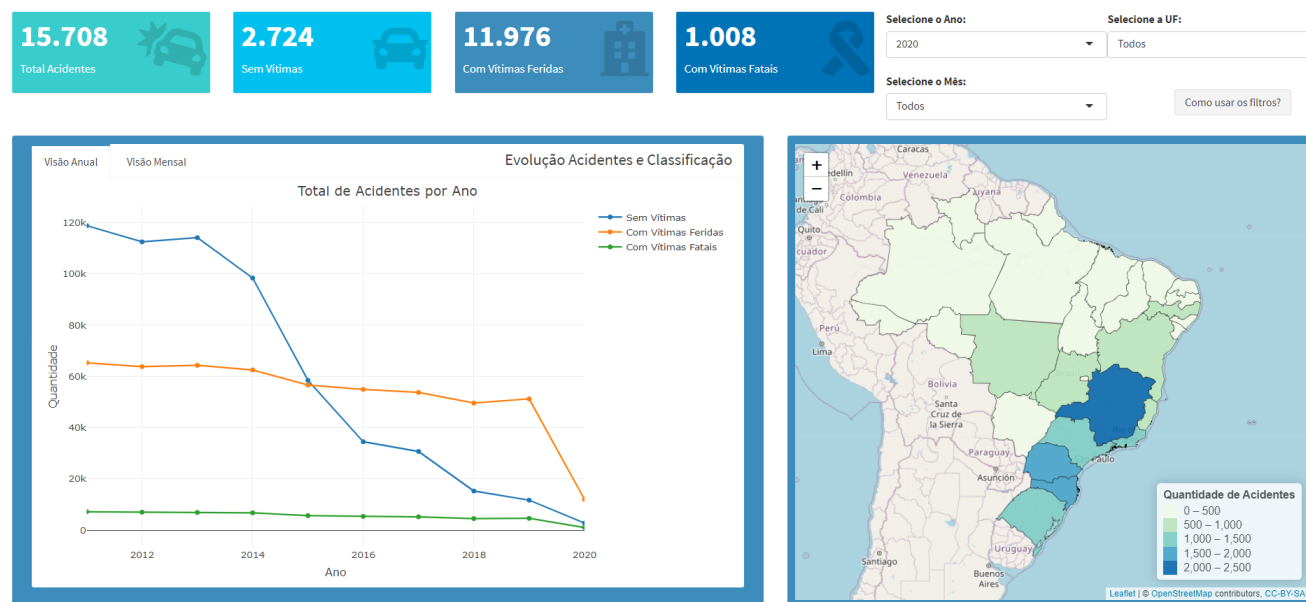 15.708
Total Acidentes
2.724
Sem Vítimas
11.976
Com Vítimas Feridas
1.008
Com Vítimas Fatais
Selecione o Ano:
2020
Selecione a UF:
Todos
Selecione o Mês:
Todos
Como usar os filtros?
Visão Anual
Visão Mensal
Evolução Acidentes e Classificação
Total de Acidentes por Ano
Sem Vítimas
Com Vítimas Feridas
Com Vítimas Fatais
120k
100k
80k
60k
40k
20k
0
Quantidade
2012
2014
2016
2018
2020
Ano
+
−
Caracas
Venezuela
Colombia
de Cali
Quito
Perú
Lima
Bolivia
Santa
Cruz de
la Sierra
Paraguay
Asunción
Uruguay
Santiago
Buenos
Aires
Quantidade de Acidentes
0 – 500
500 – 1,000
1,000 – 1,500
1,500 – 2,000
2,000 – 2,500
Leaflet | © OpenStreetMap contributors, CC-BY-SA